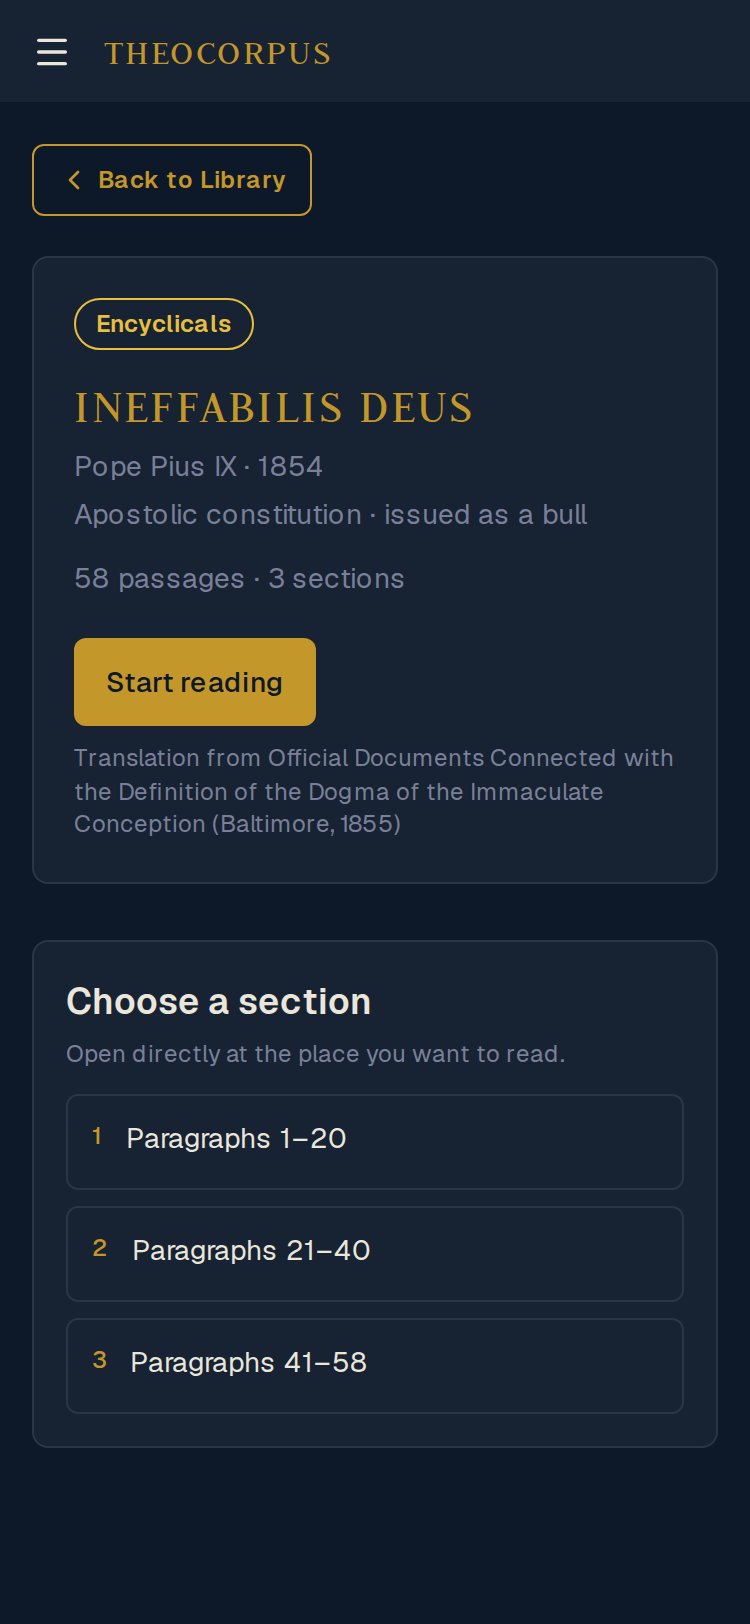 THEOCORPUS
Back to Library
Encyclicals
INEFFABILIS DEUS
Pope Pius IX · 1854
Apostolic constitution · issued as a bull
58 passages · 3 sections
Start reading
Translation from Official Documents Connected with
the Definition of the Dogma of the Immaculate
Conception (Baltimore, 1855)
Choose a section
Open directly at the place you want to read.
1 Paragraphs 1–20
2 Paragraphs 21–40
3 Paragraphs 41–58